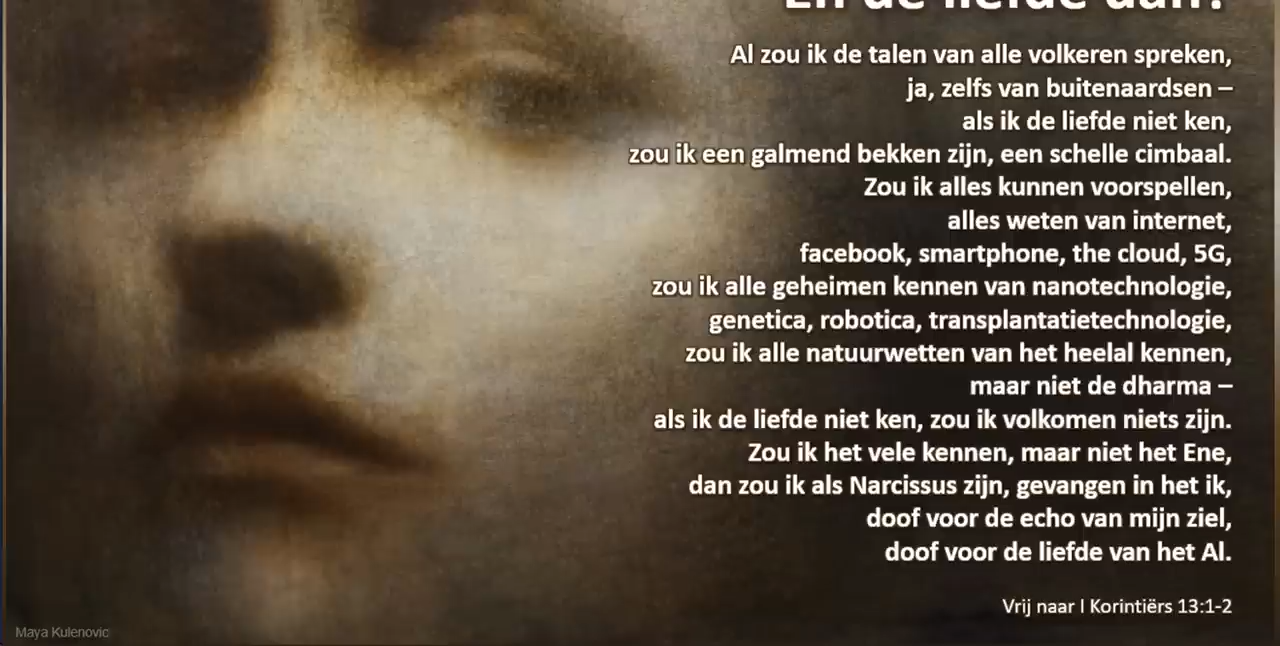 En de liefde dan?
Al zou ik de talen van alle volkeren spreken,
ja, zelfs van buitenaardsen –
als ik de liefde niet ken,
zou ik een galmend bekken zijn, een schelle cimbaal.
Zou ik alles kunnen voorspellen,
alles weten van internet,
facebook, smartphone, the cloud, 5G,
zou ik alle geheimen kennen van nanotechnologie,
genetica, robotica, transplantatietechnologie,
zou ik alle natuurwetten van het heelal kennen,
maar niet de dharma –
als ik de liefde niet ken, zou ik volkomen niets zijn.
Zou ik het vele kennen, maar niet het Ene,
dan zou ik als Narcissus zijn, gevangen in het ik,
doof voor de echo van mijn ziel,
doof voor de liefde van het Al.
Vrij naar I Korintiërs 13:1-2
Maya Kulenovic